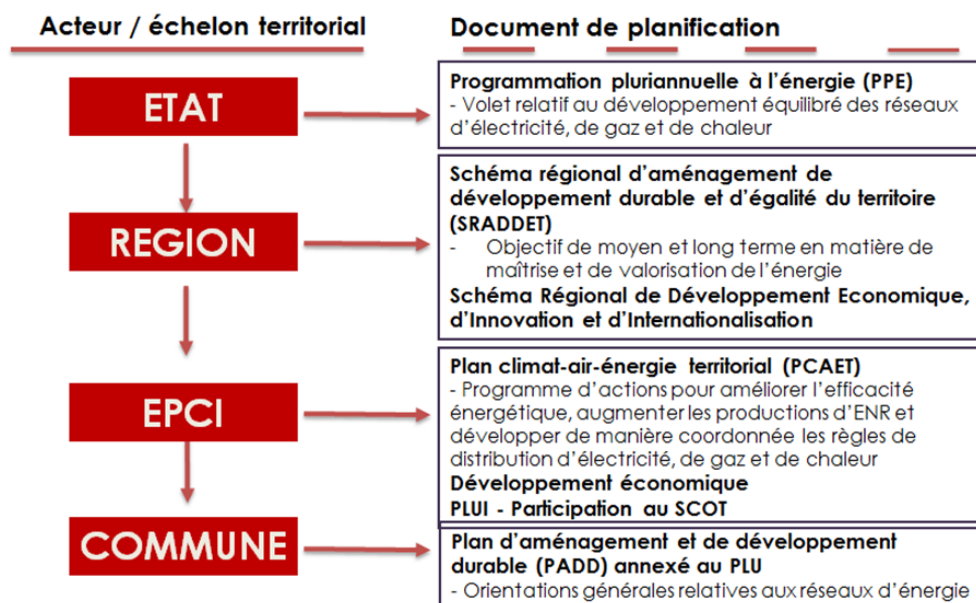 Acteur / échelon territorial
Document de planification
ETAT
Programmation pluriannuelle à l'énergie (PPE)
- Volet relatif au développement équilibré des réseaux
d'électricité, de gaz et de chaleur
REGION
Schéma régional d'aménagement de
développement durable et d'égalité du territoire
(SRADDET)
- Objectif de moyen et long terme en matière de
maîtrise et de valorisation de l'énergie
Schéma Régional de Développement Economique,
d'Innovation et d'Internationalisation
EPCI
Plan climat-air-énergie territorial (PCAET)
- Programme d'actions pour améliorer l'efficacité
énergétique, augmenter les productions d'ENR et
développer de manière coordonnée les règles de
distribution d'électricité, de gaz et de chaleur
Développement économique
PLUI - Participation au SCOT
COMMUNE
Plan d'aménagement et de développement
durable (PADD) annexé au PLU
- Orientations générales relatives aux réseaux d'énergie